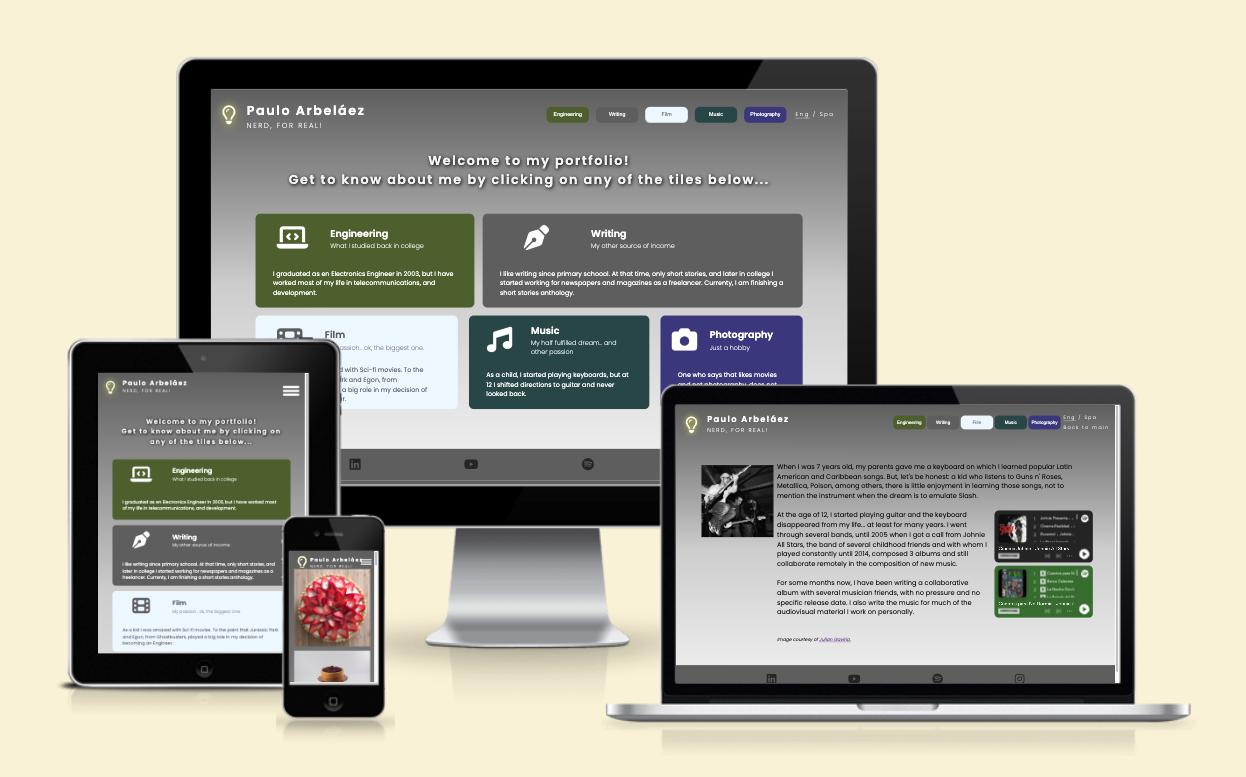 Paulo Arbeláez
NERD, FOR REAL!
Engineering
Writing
Film
Music
Photography
Eng / Spa
Welcome to my portfolio!
Get to know about me by clicking on any of the tiles below...
Engineering
What I studied back in college
I graduated as en Electronics Engineer in 2003, but I have
worked most of my life in telecommunications, and
development.
Writing
My other source of income
I like writing since primary schoool. At that time, only short stories, and later in college I
started working for newspapers and magazines as a freelancer. Currenty, I am finishing a
short stories anthology.
Film
assion.. ok, the biggest one.
d with Sci-fi movies. To the
rk and Egon, from
a big role in my decision of
r.
Music
My half fulfilled dream.. and
other passion
As a child, I started playing keyboards, but at
12 I shifted directions to guitar and never
looked back.
Photography
Just a hobby
One who says that likes movies
and not photography, does not
Paulo Arbeláez
NERD, FOR REAL!
Welcome to my portfolio!
Get to know about me by clicking on
any of the tiles below...
Engineering
What I studied back in college
I graduated as en Electronics Engineer in 2003, but I have worked most
of my life in telecommunications, and development.
Writing
My other source of income
I like writing since primary schoool. At that time, only short stories, and
later in college I started working for newspapers and magazines as a
freelancer. Currenty, I am finishing a short stories anthology.
Film
My passion.. ok, the biggest one.
As a kid I was amazed with Sci-fi movies. To the point that Jurassic Park
and Egon, from Ghostbusters, played a big role in my decision of
becoming an Engineer.
Paulo Arbeláez
NERD, FOR REAL!
Paulo Arbeláez
NERD, FOR REAL!
Engineering
Writing
Film
Music
Photography
Eng / Spa
Back to main
When I was 7 years old, my parents gave me a keyboard on which I learned popular Latin
American and Caribbean songs. But, let's be honest: a kid who listens to Guns n' Roses,
Metallica, Poison, among others, there is little enjoyment in learning those songs, not to
mention the instrument when the dream is to emulate Slash.
At the age of 12, I started playing guitar and the keyboard
disappeared from my life... at least for many years. I went
through several bands, until 2005 when I got a call from Johnie
All Stars, the band of several childhood friends and with whom I
played constantly until 2014, composed 3 albums and still
collaborate remotely in the composition of new music.
For some months now, I have been writing a collaborative
album with several musician friends, with no pressure and no
specific release date. I also write the music for much of the
audiovisual material I work on personally.
Image courtesy of Julian Gaviria.